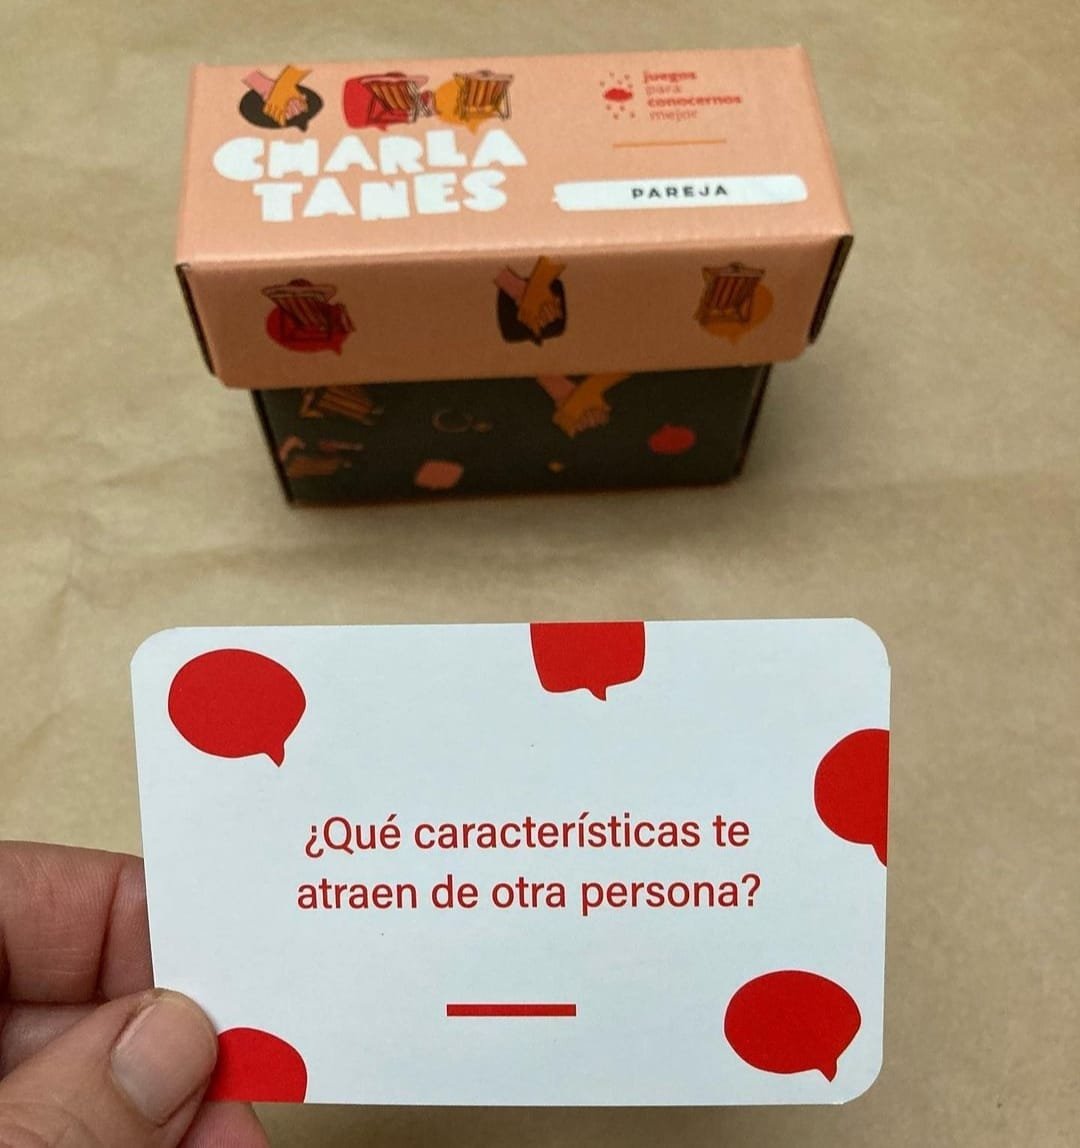 CHARLA
TANES
juegos
para
conocernos
mejor
PAREJA
¿Qué características te
atraen de otra persona?